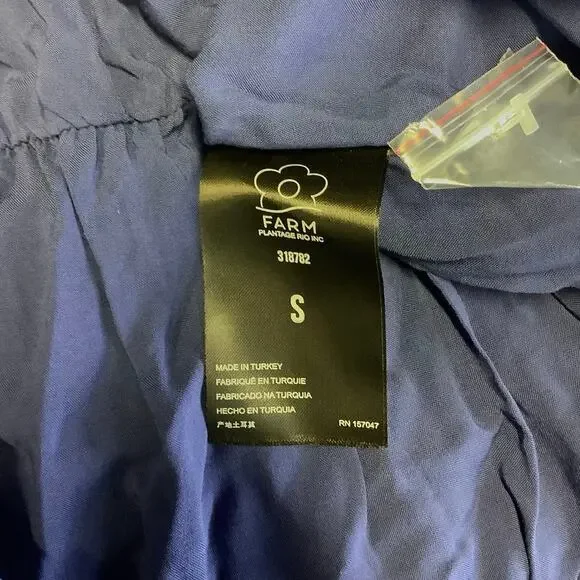 FARM
PLANTAGE RIO INC
318782
S
MADE IN TURKEY
FABRIQUÉ EN TURQUIE
FABRICADO NA TURQUIA
HECHO EN TURQUIA
产地土耳其
RN 157047